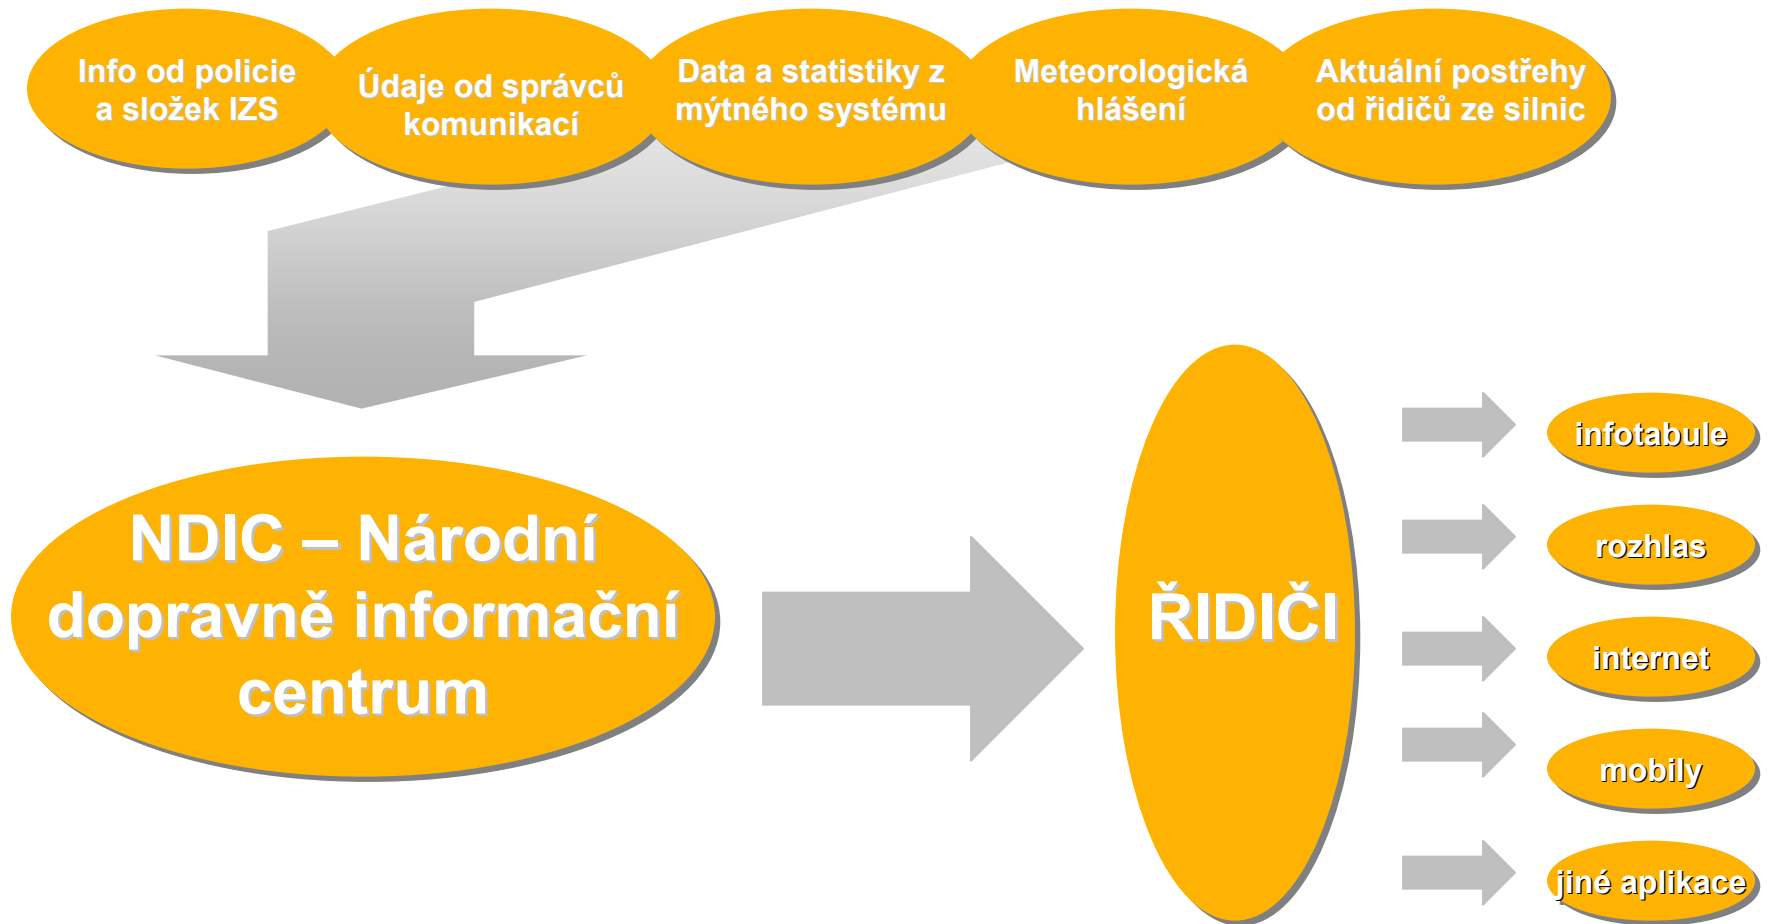 Info od policie
a složek IZS
Údaje od správců
komunikací
Data a statistiky z
mýtného systému
Meteorologická
hlášení
Aktuální postřehy
od řidičů ze silnic
NDIC – Národní
dopravně informační
centrum
ŘIDIČI
infotabule
rozhlas
internet
mobily
jiné aplikace